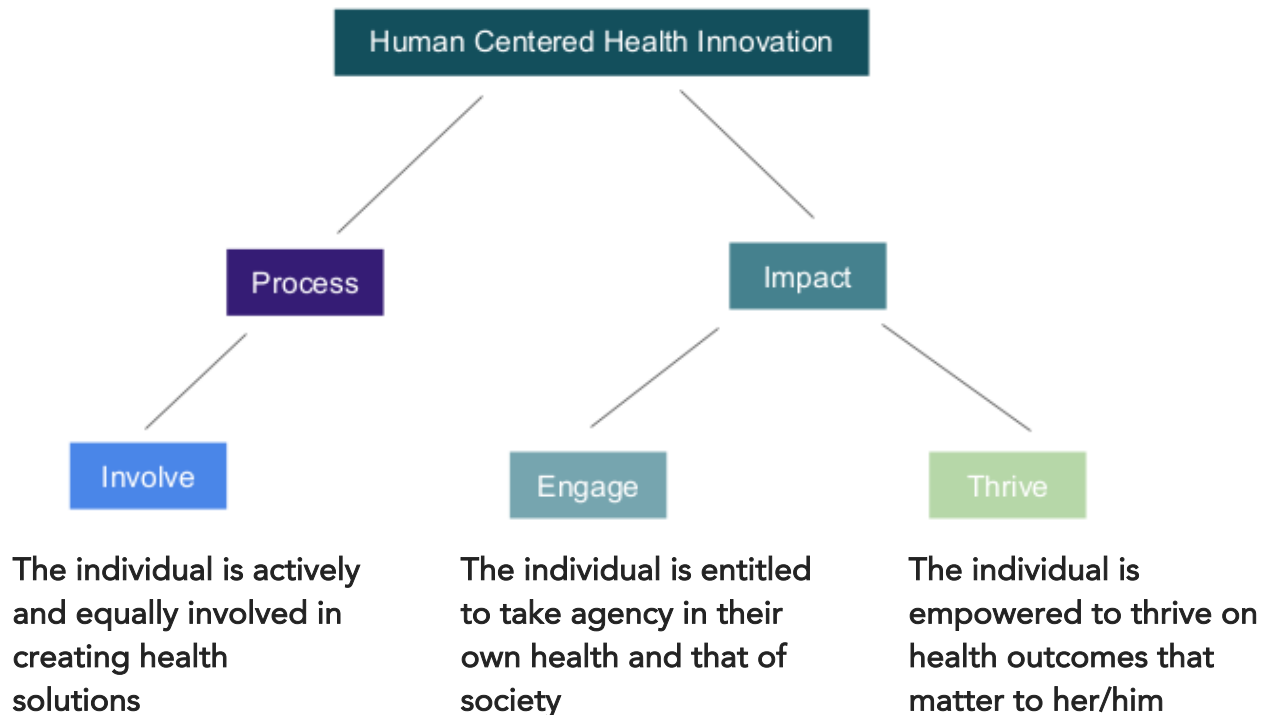 Human Centered Health Innovation
Process
Impact
Involve
Engage
Thrive
The individual is actively
and equally involved in
creating health
solutions
The individual is entitled
to take agency in their
own health and that of
society
The individual is
empowered to thrive on
health outcomes that
matter to her/him